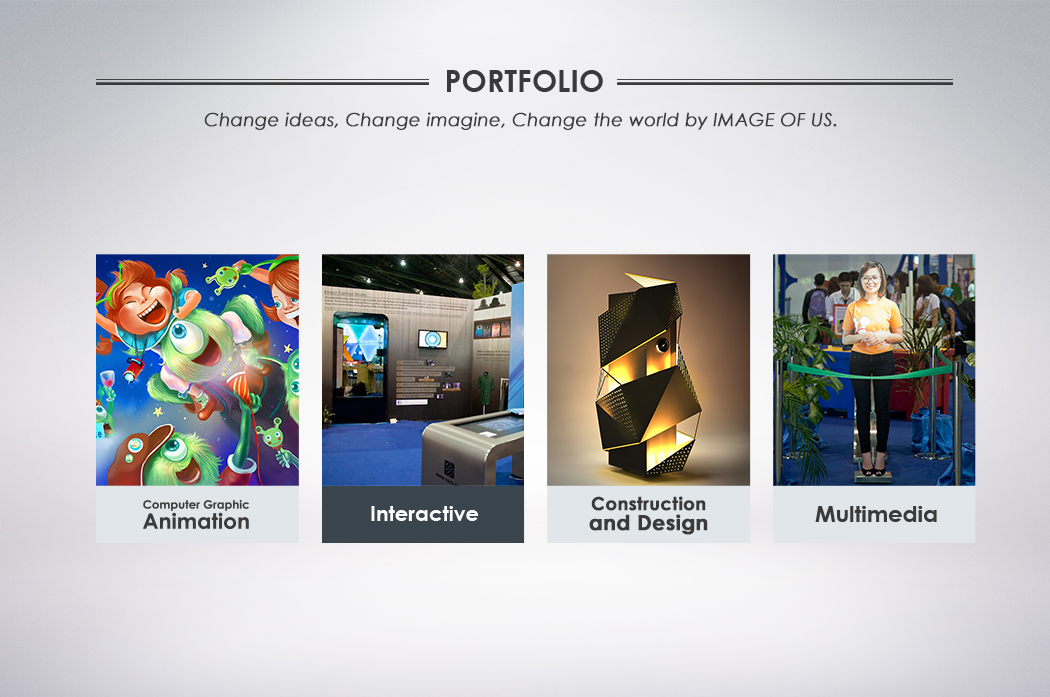 PORTFOLIO
Change ideas, Change imagine, Change the world by IMAGE OF US.
Computer Graphic
Animation
Interactive
Construction
and Design
Multimedia